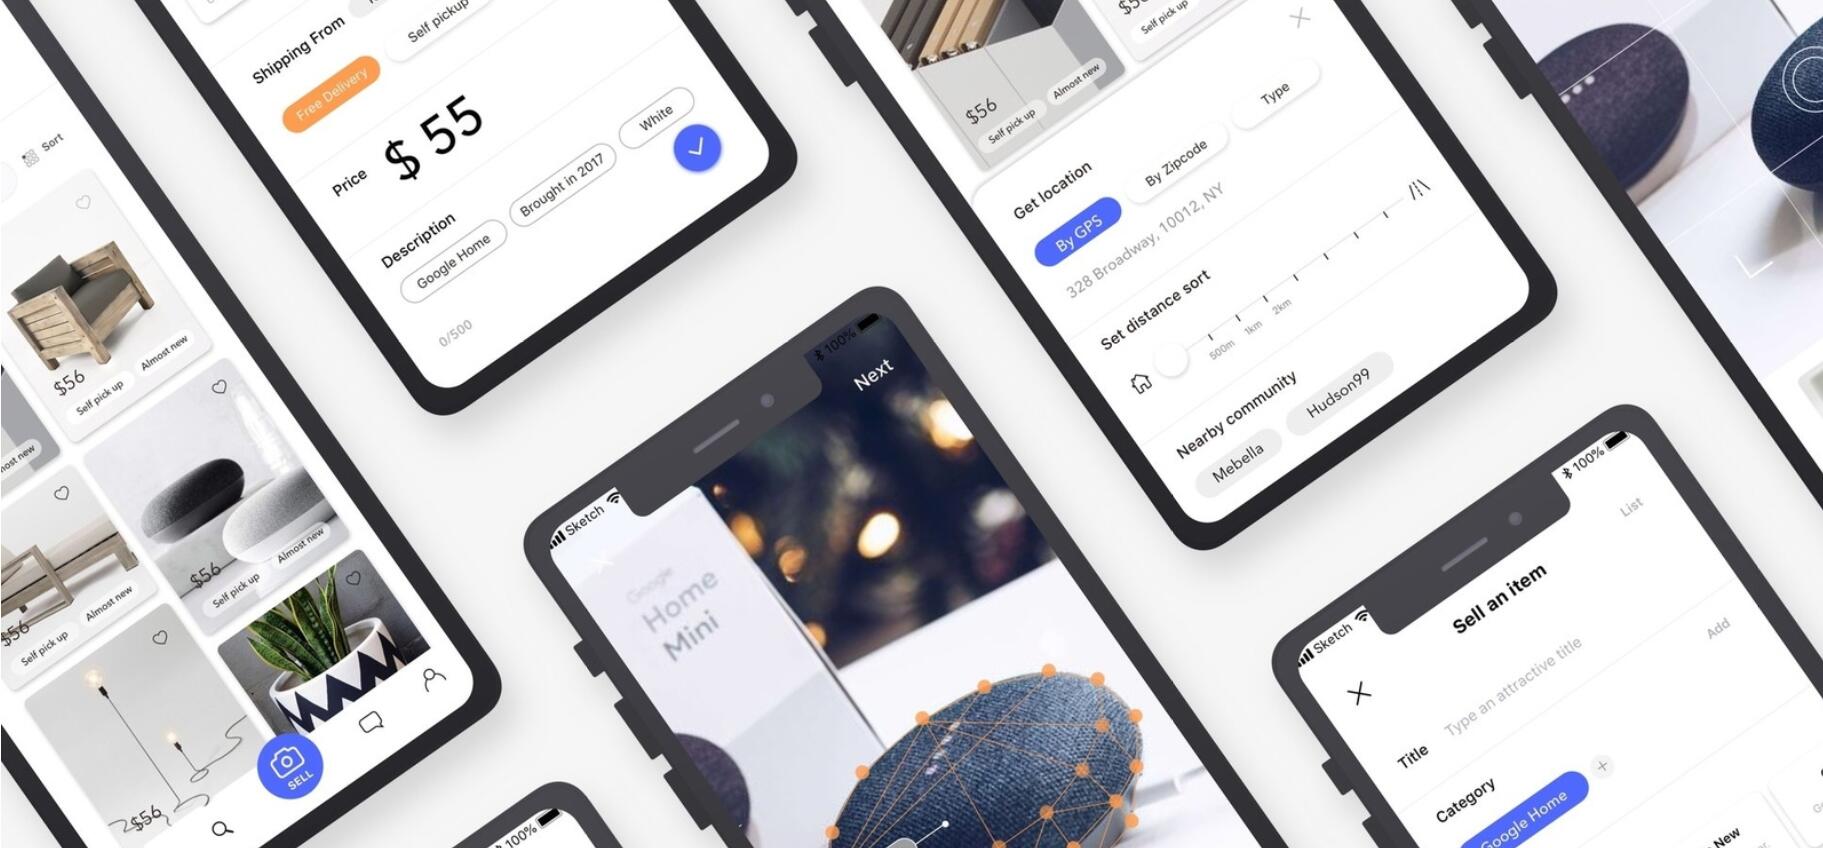 Sort
$56
Self pick up
Almost new
Almost new
$56
Self pick up
Almost new
$56
Self pick up
Almost new
$56
SELL
Shipping From
Free Delivery
Self pickup
Price
$ 55
Description
Google Home
Brought in 2017
White
0/500
100%
Sketch
100%
Next
Google
Home
Mini
$56
Self pick up
Almost new
Self pick up
Get location
By GPS
By Zipcode
Type
328 Broadway, 10012, NY
Set distance sort
500m
1km
2km
Nearby community
Mebella
Hudson99
Sketch
100%
List
Sell an item
Title
Type an attractive title
Add
Category
Google Home
+
New